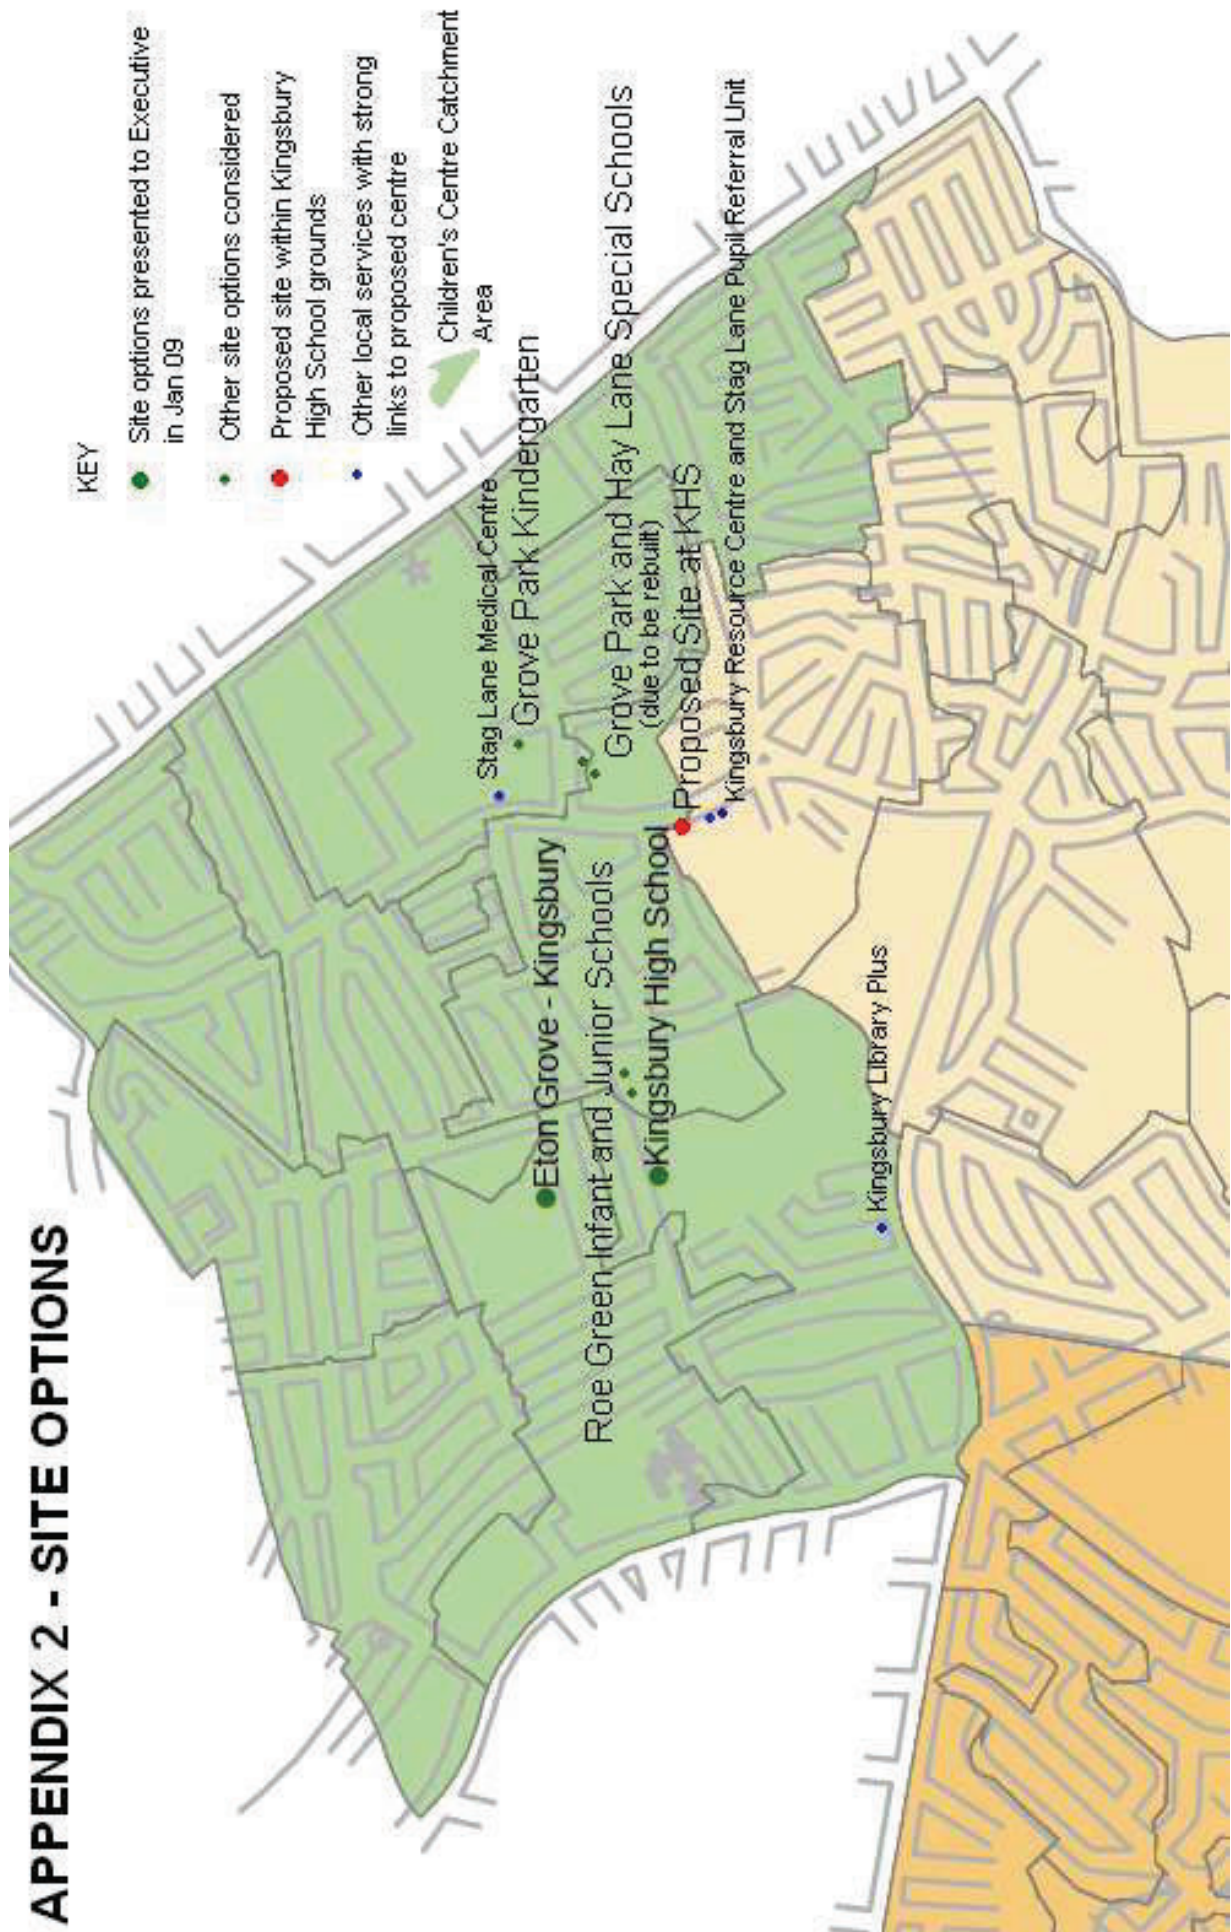 APPENDIX 2 - SITE OPTIONS
KEY
Site options presented to Executive
in Jan 09
Other site options considered
Proposed site within Kingsbury
High School grounds
Other local services with strong
links to proposed centre
Children's Centre Catchment
Area
Stag Lane Medical Centre
Grove Park Kindergarten
Eton Grove - Kingsbury
Roe Green Infant and Junior Schools
Grove Park and Hay Lane Special Schools
(due to be rebuilt)
Kingsbury High School
Proposed Site at KHS
Kingsbury Resource Centre and Stag Lane Pupil Referral Unit
Kingsbury Library Plus